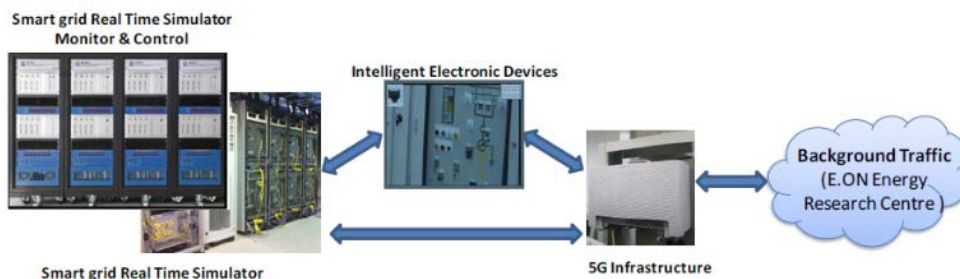 Smart grid Real Time Simulator
Monitor & Control
Intelligent Electronic Devices
Background Traffic
(E.ON Energy
Research Centre )
5G Infrastructure
Smart grid Real Time Simulator